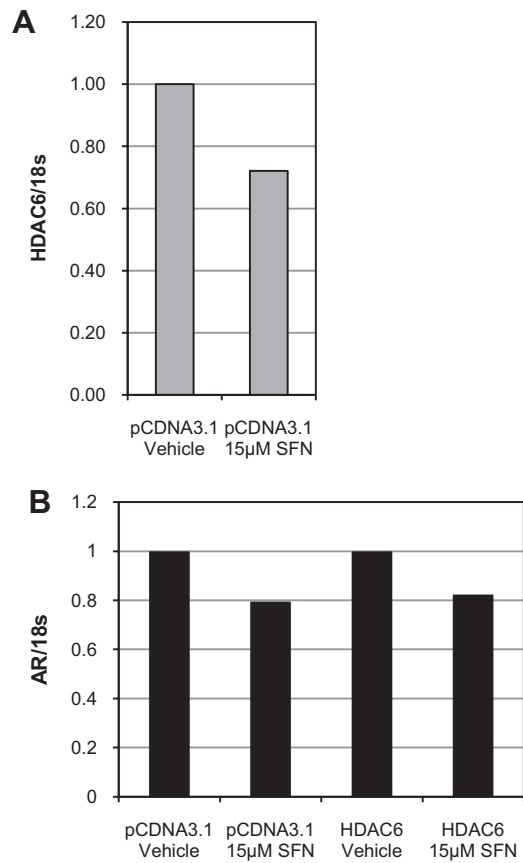 A
HDAC6/18s
1.20
1.00
0.80
0.60
0.40
0.20
0.00
pCDNA3.1 pCDNA3.1
Vehicle 15µM SFN
B
AR/18s
1.2
1
0.8
0.6
0.4
0.2
0
pCDNA3.1 pCDNA3.1 HDAC6 HDAC6
Vehicle 15µM SFN Vehicle 15µM SFN